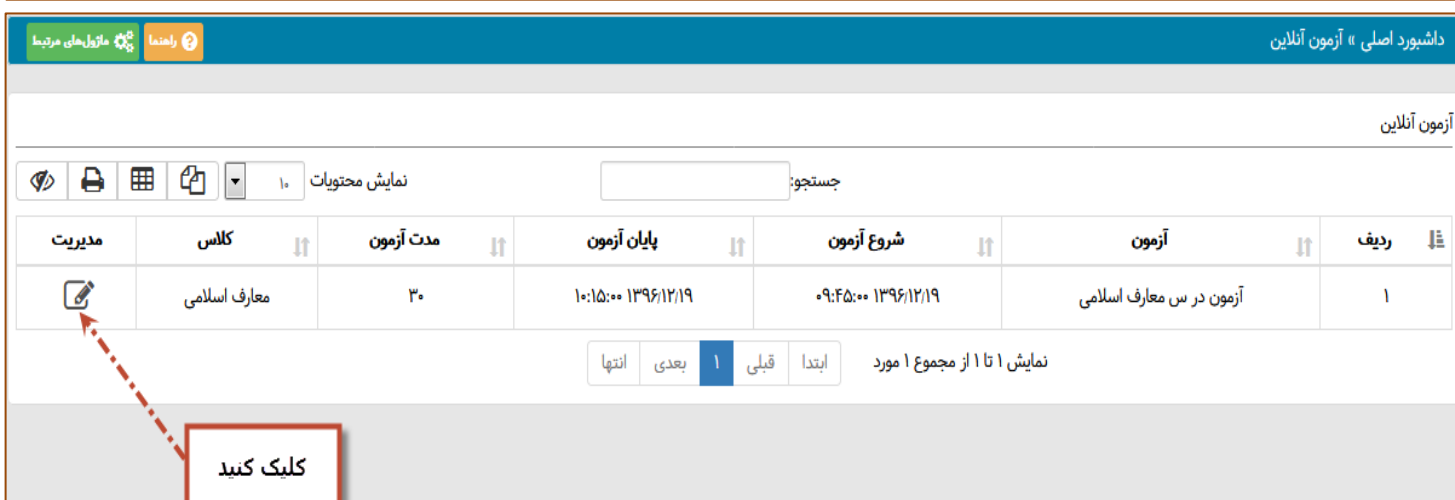 داشبورد اصلی » آزمون آنلاین راهنما ماژول‌های مرتبط
آزمون آنلاین
جستجو: نمایش محتویات ۱۰
ردیف آزمون شروع آزمون پایان آزمون مدت آزمون کلاس مدیریت
۱ آزمون در س معارف اسلامی ۱۳۹۶/۱۲/۱۹ ۰۹:۴۵:۰۰ ۱۳۹۶/۱۲/۱۹ ۱۰:۱۵:۰۰ ۳۰ معارف اسلامی
نمایش ۱ تا ۱ از مجموع ۱ مورد ابتدا قبلی ۱ بعدی انتها
کلیک کنید